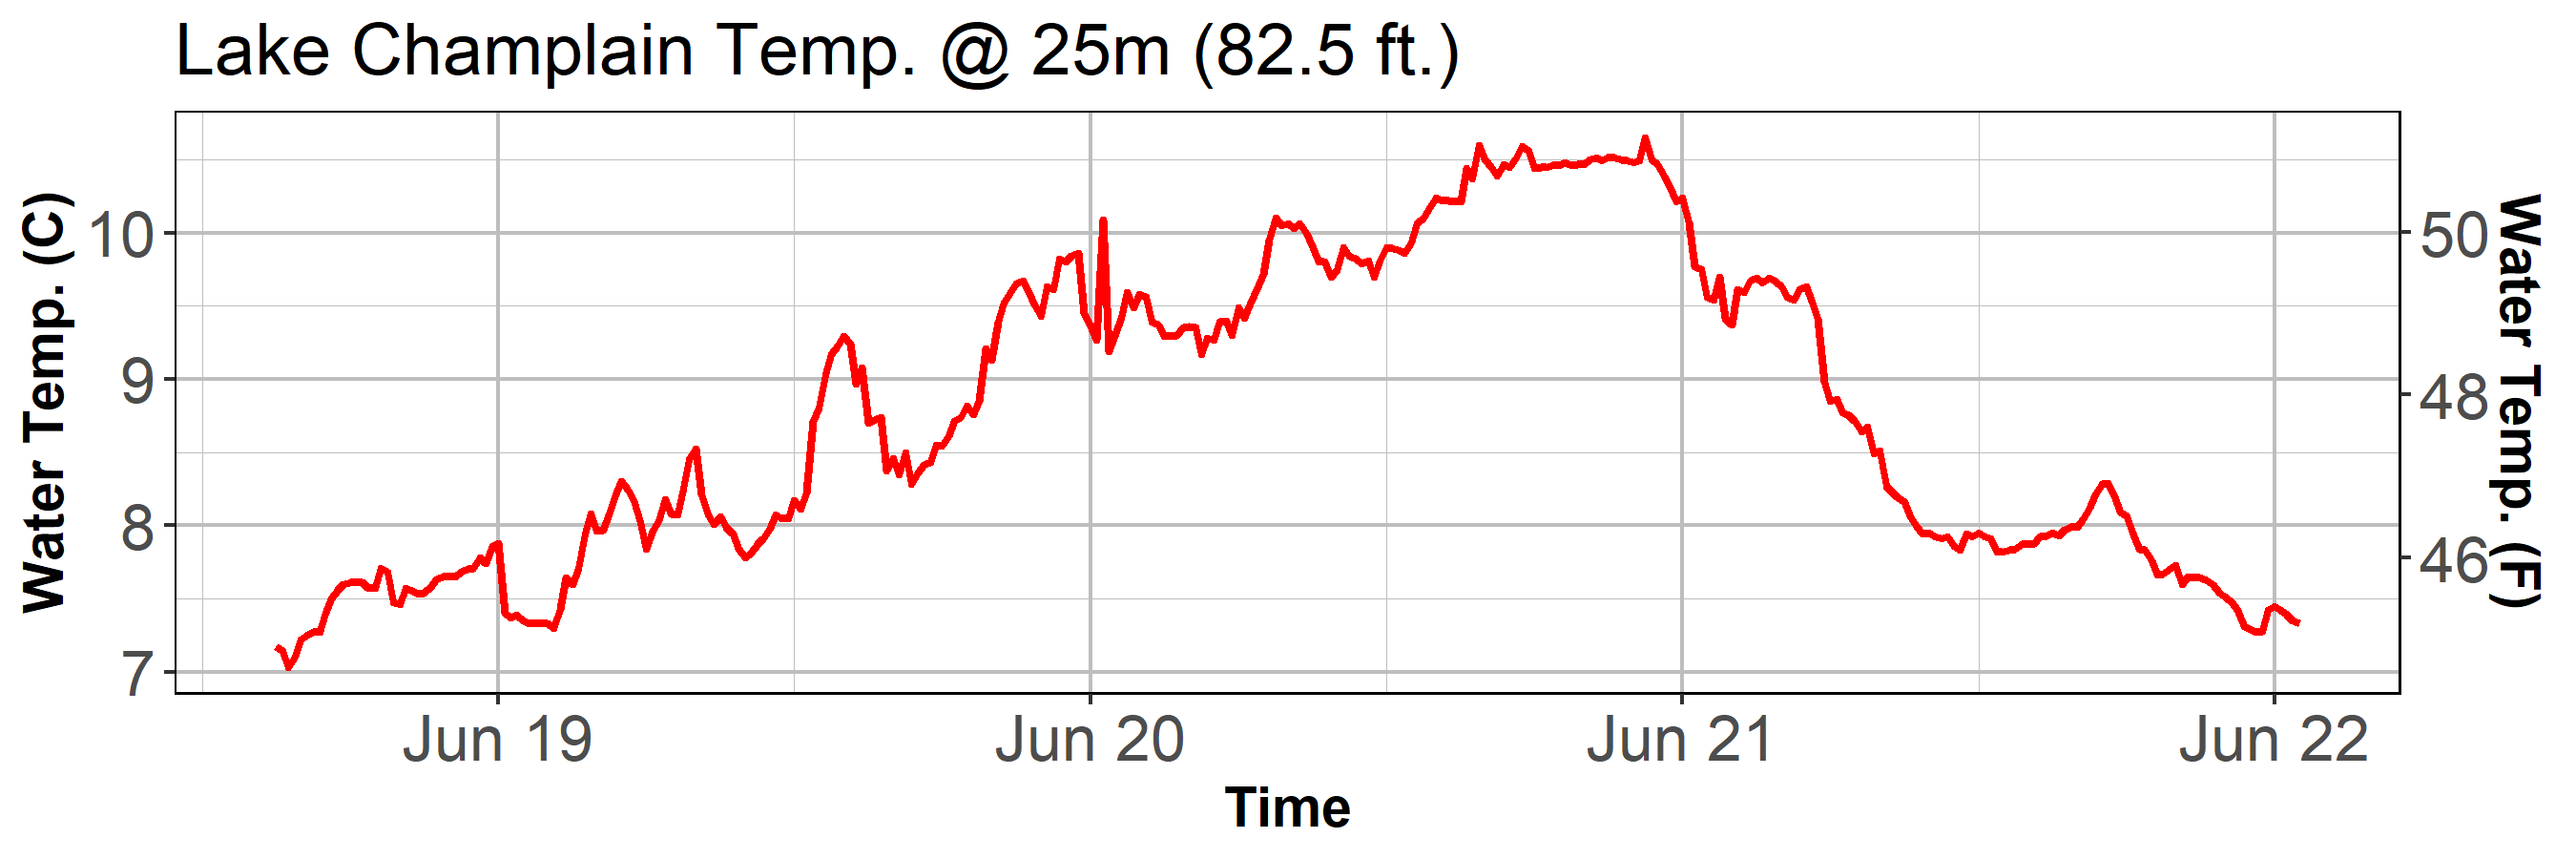 Lake Champlain Temp. @ 25m (82.5 ft.)
Water Temp. (C)
10
9
8
7
50
48
46
Water Temp. (F)
Jun 19 Jun 20 Jun 21 Jun 22
Time